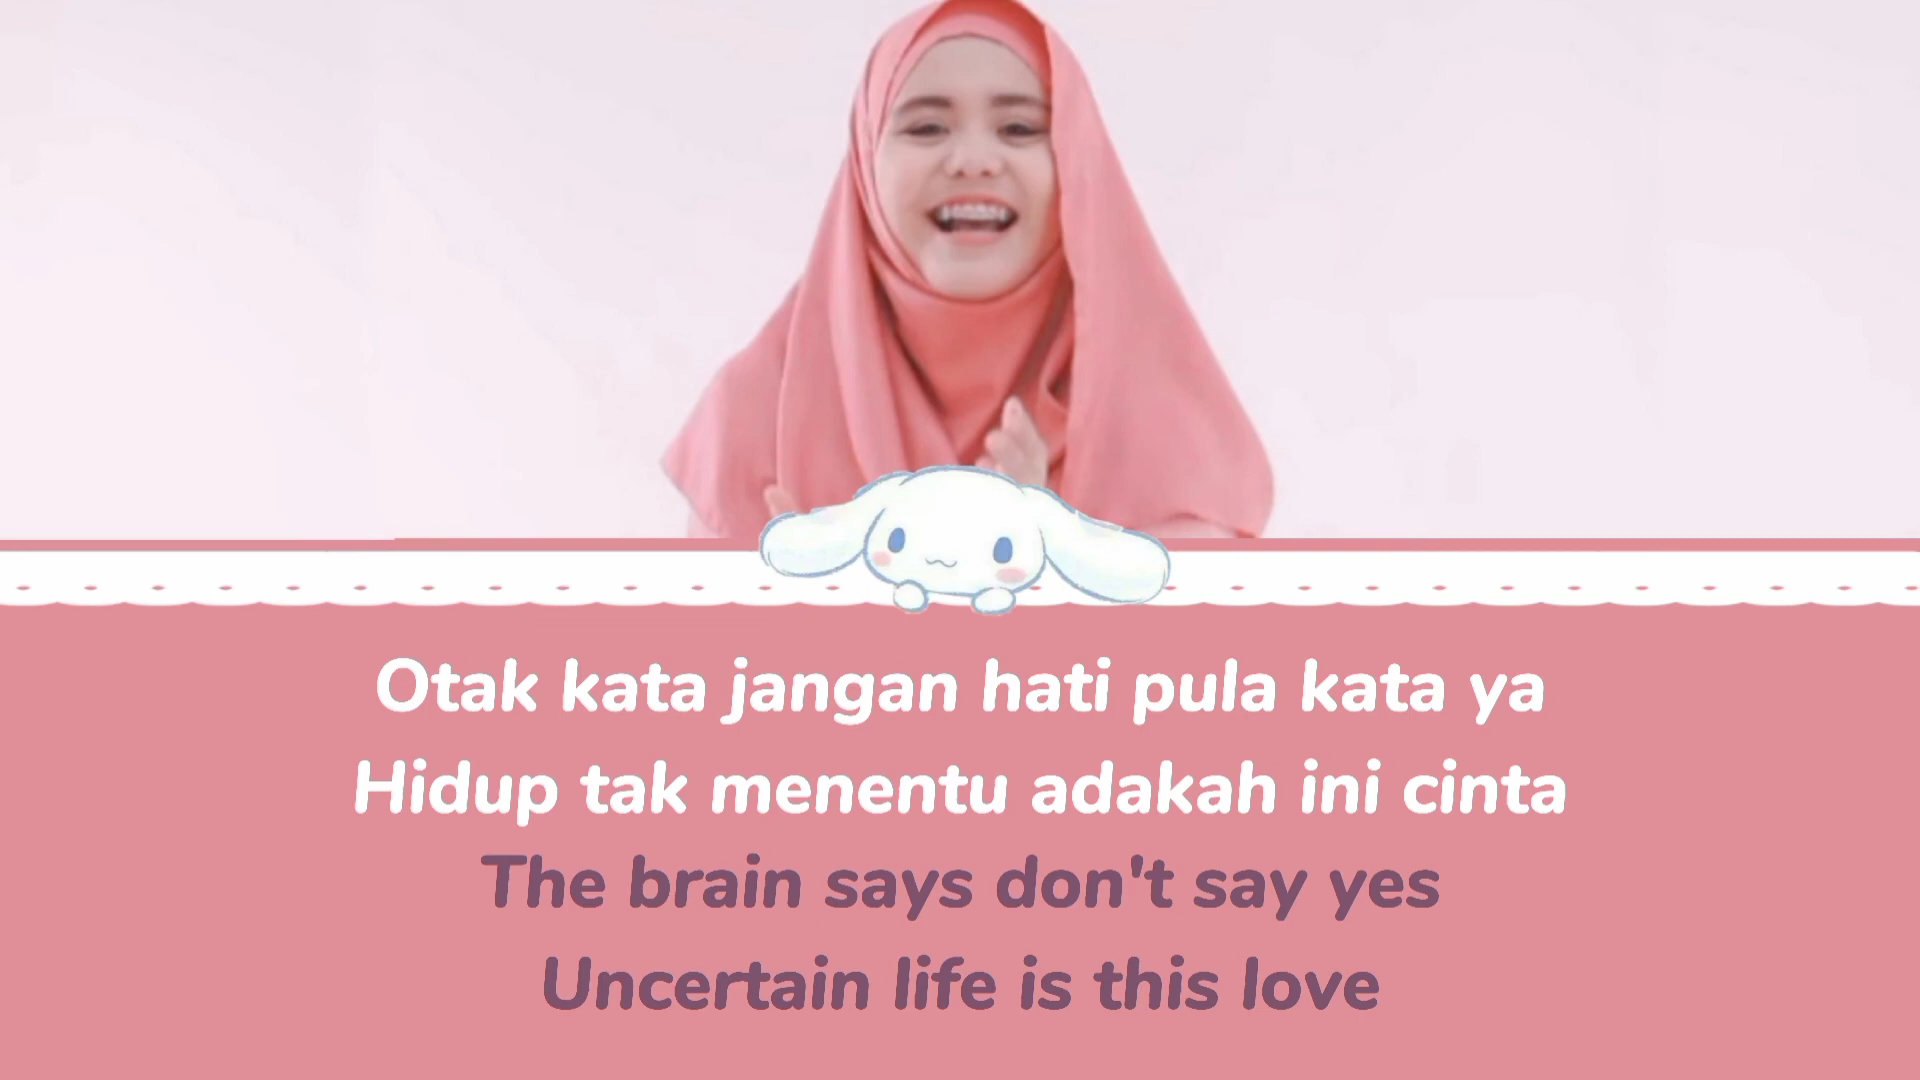 Otak kata jangan hati pula kata ya
Hidup tak menentu adakah ini cinta
The brain says don't say yes
Uncertain life is this love